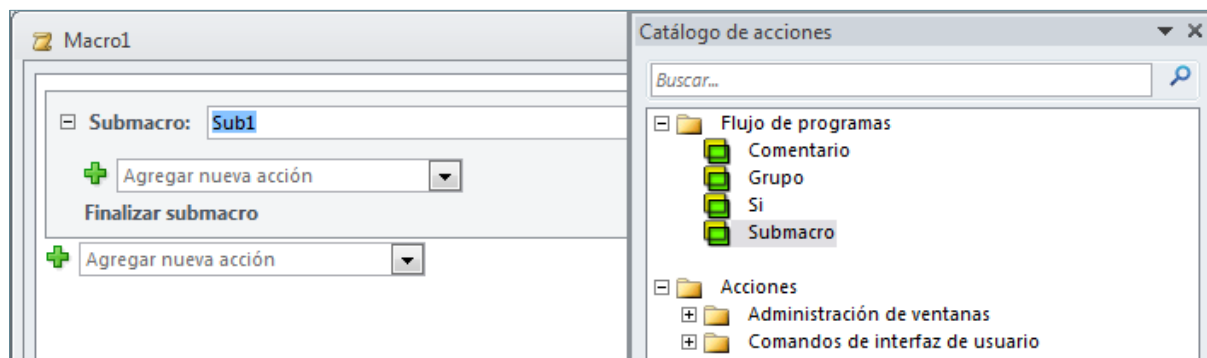 Macro1
Submacro: Sub1
Agregar nueva acción
Finalizar submacro
Agregar nueva acción
Catálogo de acciones
Buscar...
Flujo de programas
Comentario
Grupo
Si
Submacro
Acciones
Administración de ventanas
Comandos de interfaz de usuario